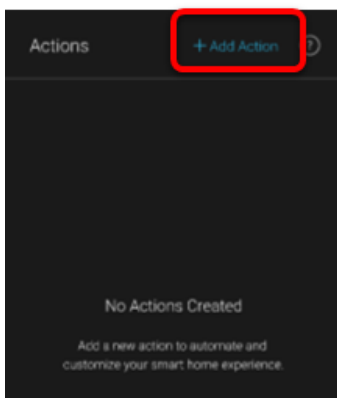 Actions + Add Action ?
No Actions Created
Add a new action to automate and
customize your smart home experience.